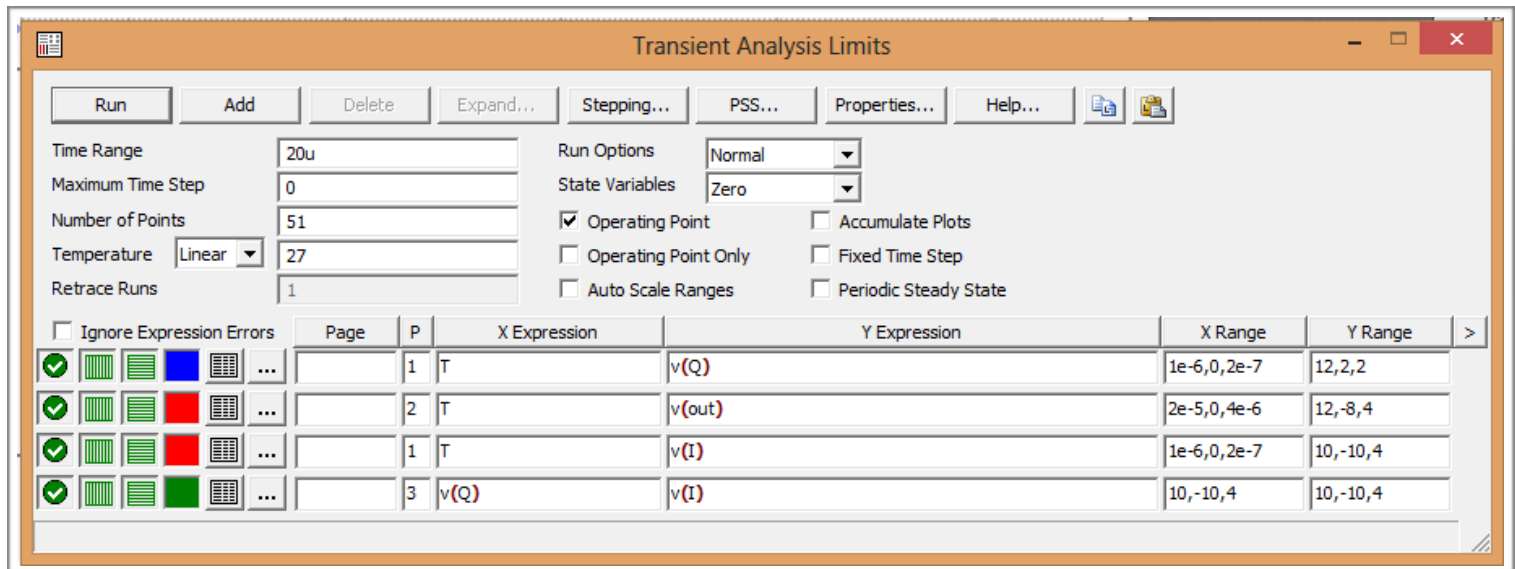 Transient Analysis Limits
Run Add Delete Expand... Stepping... PSS... Properties... Help...
Time Range 20u Run Options Normal
Maximum Time Step 0 State Variables Zero
Number of Points 51 Operating Point Accumulate Plots
Temperature Linear 27 Operating Point Only Fixed Time Step
Retrace Runs 1 Auto Scale Ranges Periodic Steady State
Ignore Expression Errors Page P X Expression Y Expression X Range Y Range >
... 1 T v(Q) 1e-6,0,2e-7 12,2,2
... 2 T v(out) 2e-5,0,4e-6 12,-8,4
... 1 T v(I) 1e-6,0,2e-7 10,-10,4
... 3 v(Q) v(I) 10,-10,4 10,-10,4